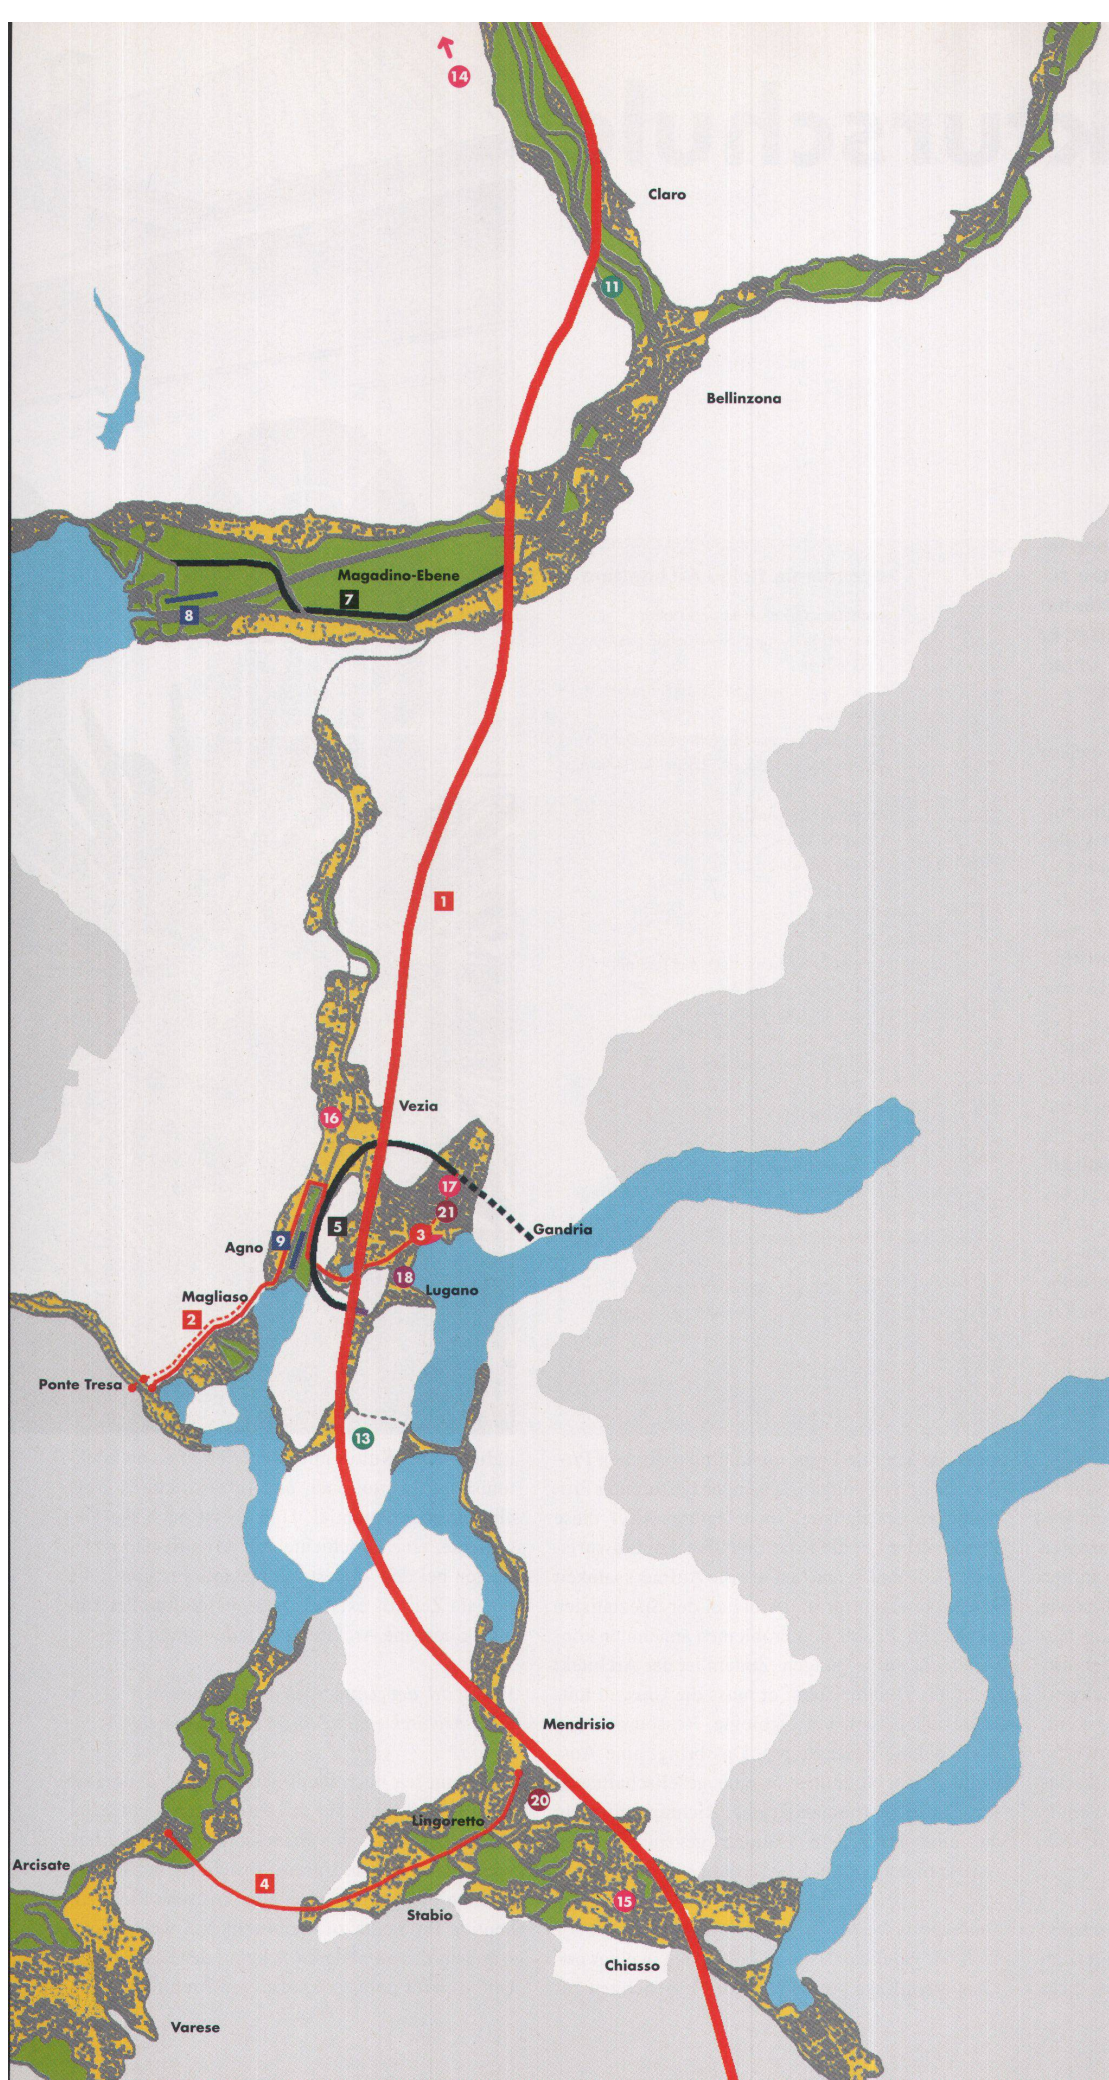 14
Claro
11
Bellinzona
Magadino-Ebene
7
8
1
Vezia
16
17
5
21
Gandria
9
3
Agno
18
Lugano
Magliaso
2
Ponte Tresa
13
Mendrisio
20
Lingoretto
Arcisate
4
15
Stabio
Chiasso
Varese